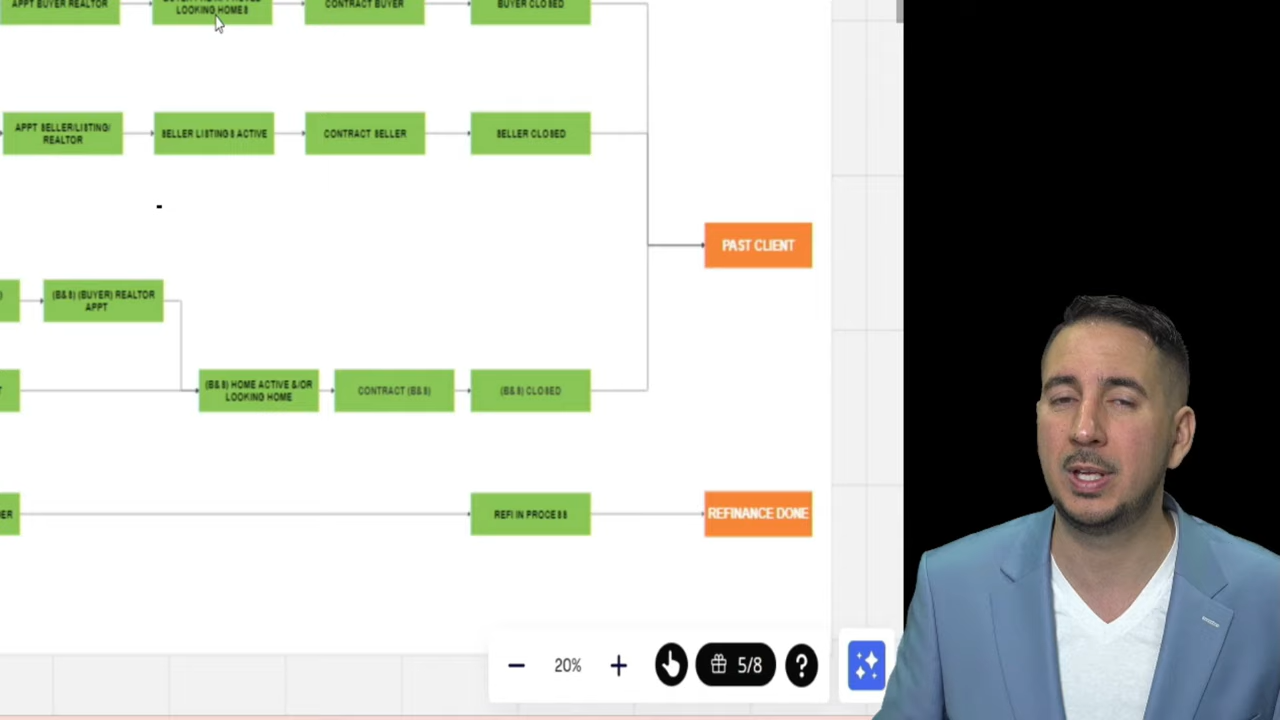 APPT BUYER REALTOR
LOOKING HOMES
CONTRACT BUYER
BUYER CLOSED
APPT SELLER/LISTING/
REALTOR
SELLER LISTINGS ACTIVE
CONTRACT SELLER
SELLER CLOSED
PAST CLIENT
)
(B&S) (BUYER) REALTOR
APPT
T
(B&S) HOME ACTIVE &/OR
LOOKING HOME
CONTRACT (B&S)
(B&S) CLOSED
ER
REFI IN PROCESS
REFINANCE DONE
20%
5/8
?